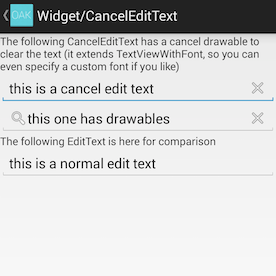 OAK Widget/CancelEditText
The following CancelEditText has a cancel drawable to
clear the text (it extends TextViewWithFont, so you can
even specify a custom font if you like)
this is a cancel edit text
this one has drawables
The following EditText is here for comparison
this is a normal edit text